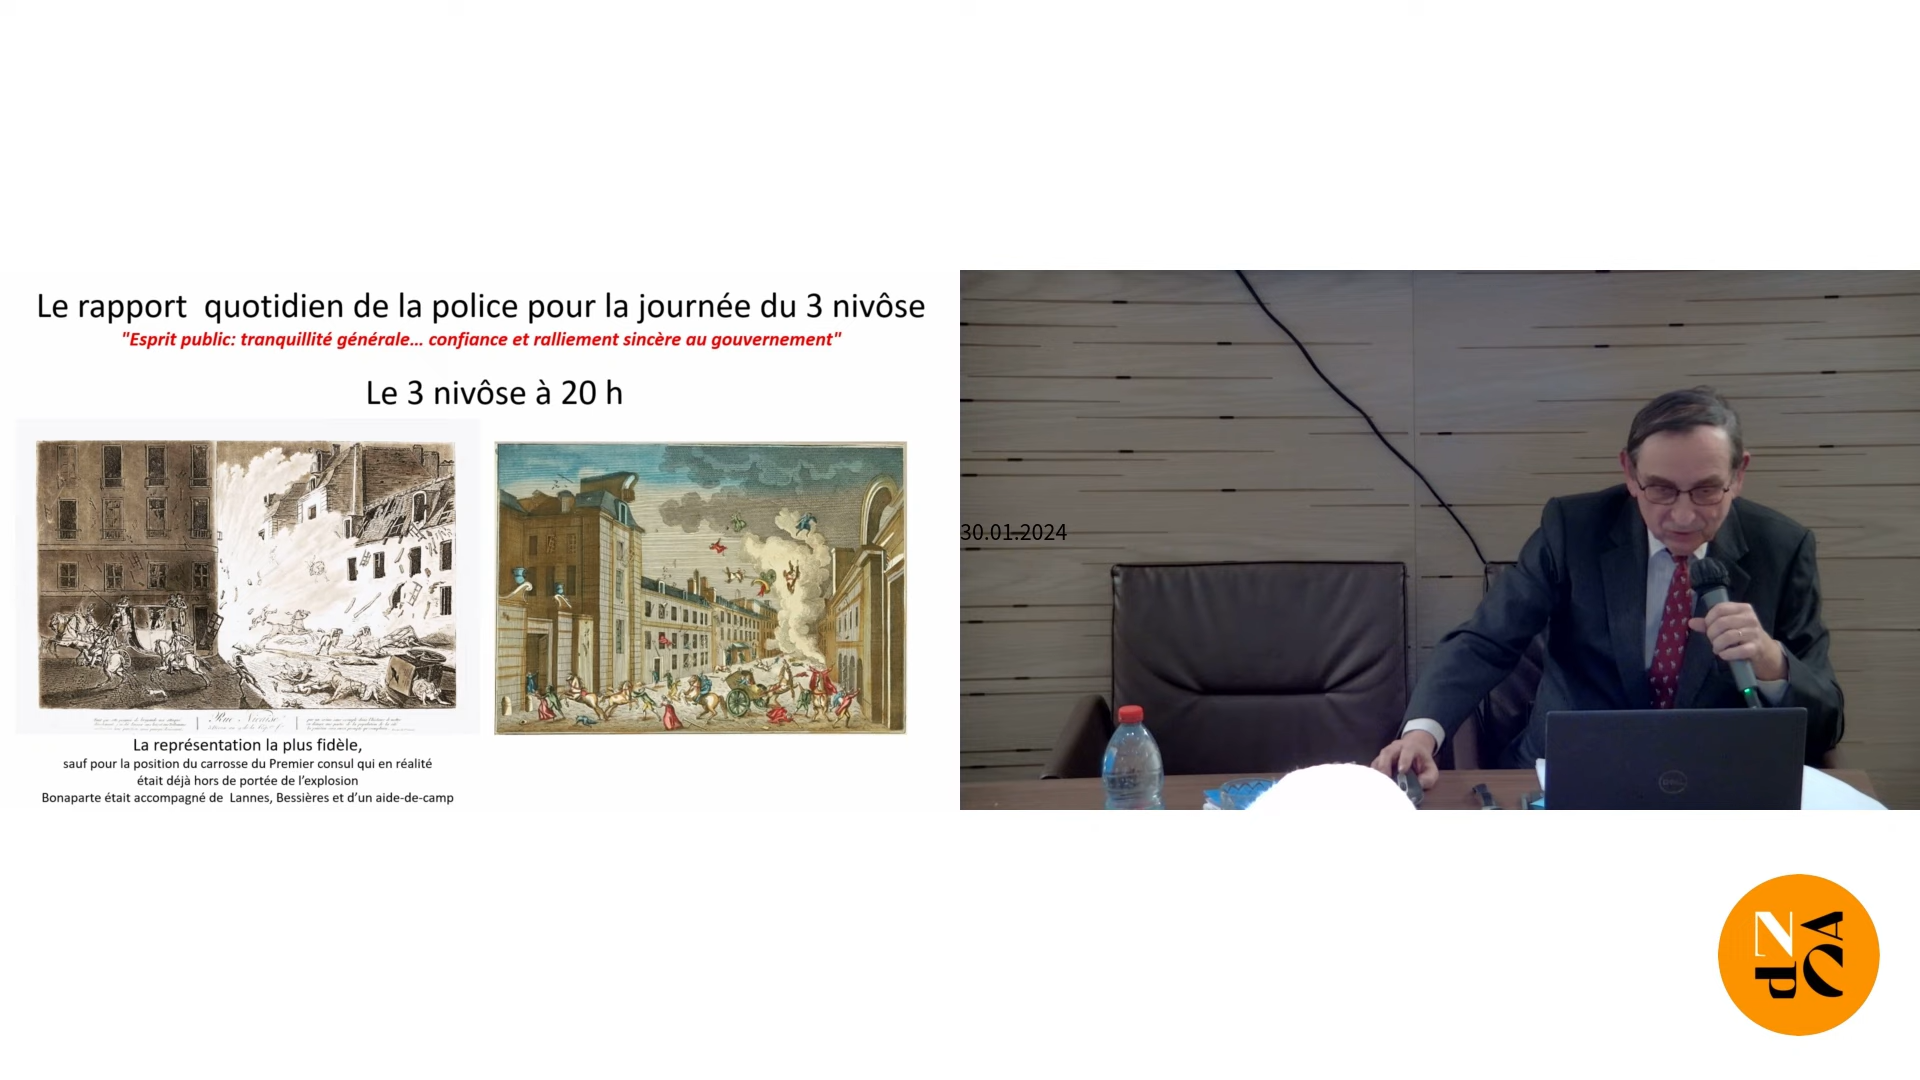 Le rapport  quotidien de la police pour la journée du 3 nivôse
"Esprit public: tranquillité générale... confiance et ralliement sincère au gouvernement"
Le 3 nivôse à 20 h
Rue Nicaise
La représentation la plus fidèle,
sauf pour la position du carrosse du Premier consul qui en réalité
était déjà hors de portée de l'explosion
Bonaparte était accompagné de  Lannes, Bessières et d'un aide-de-camp
30.01.2024
DELL
N
A
P
O